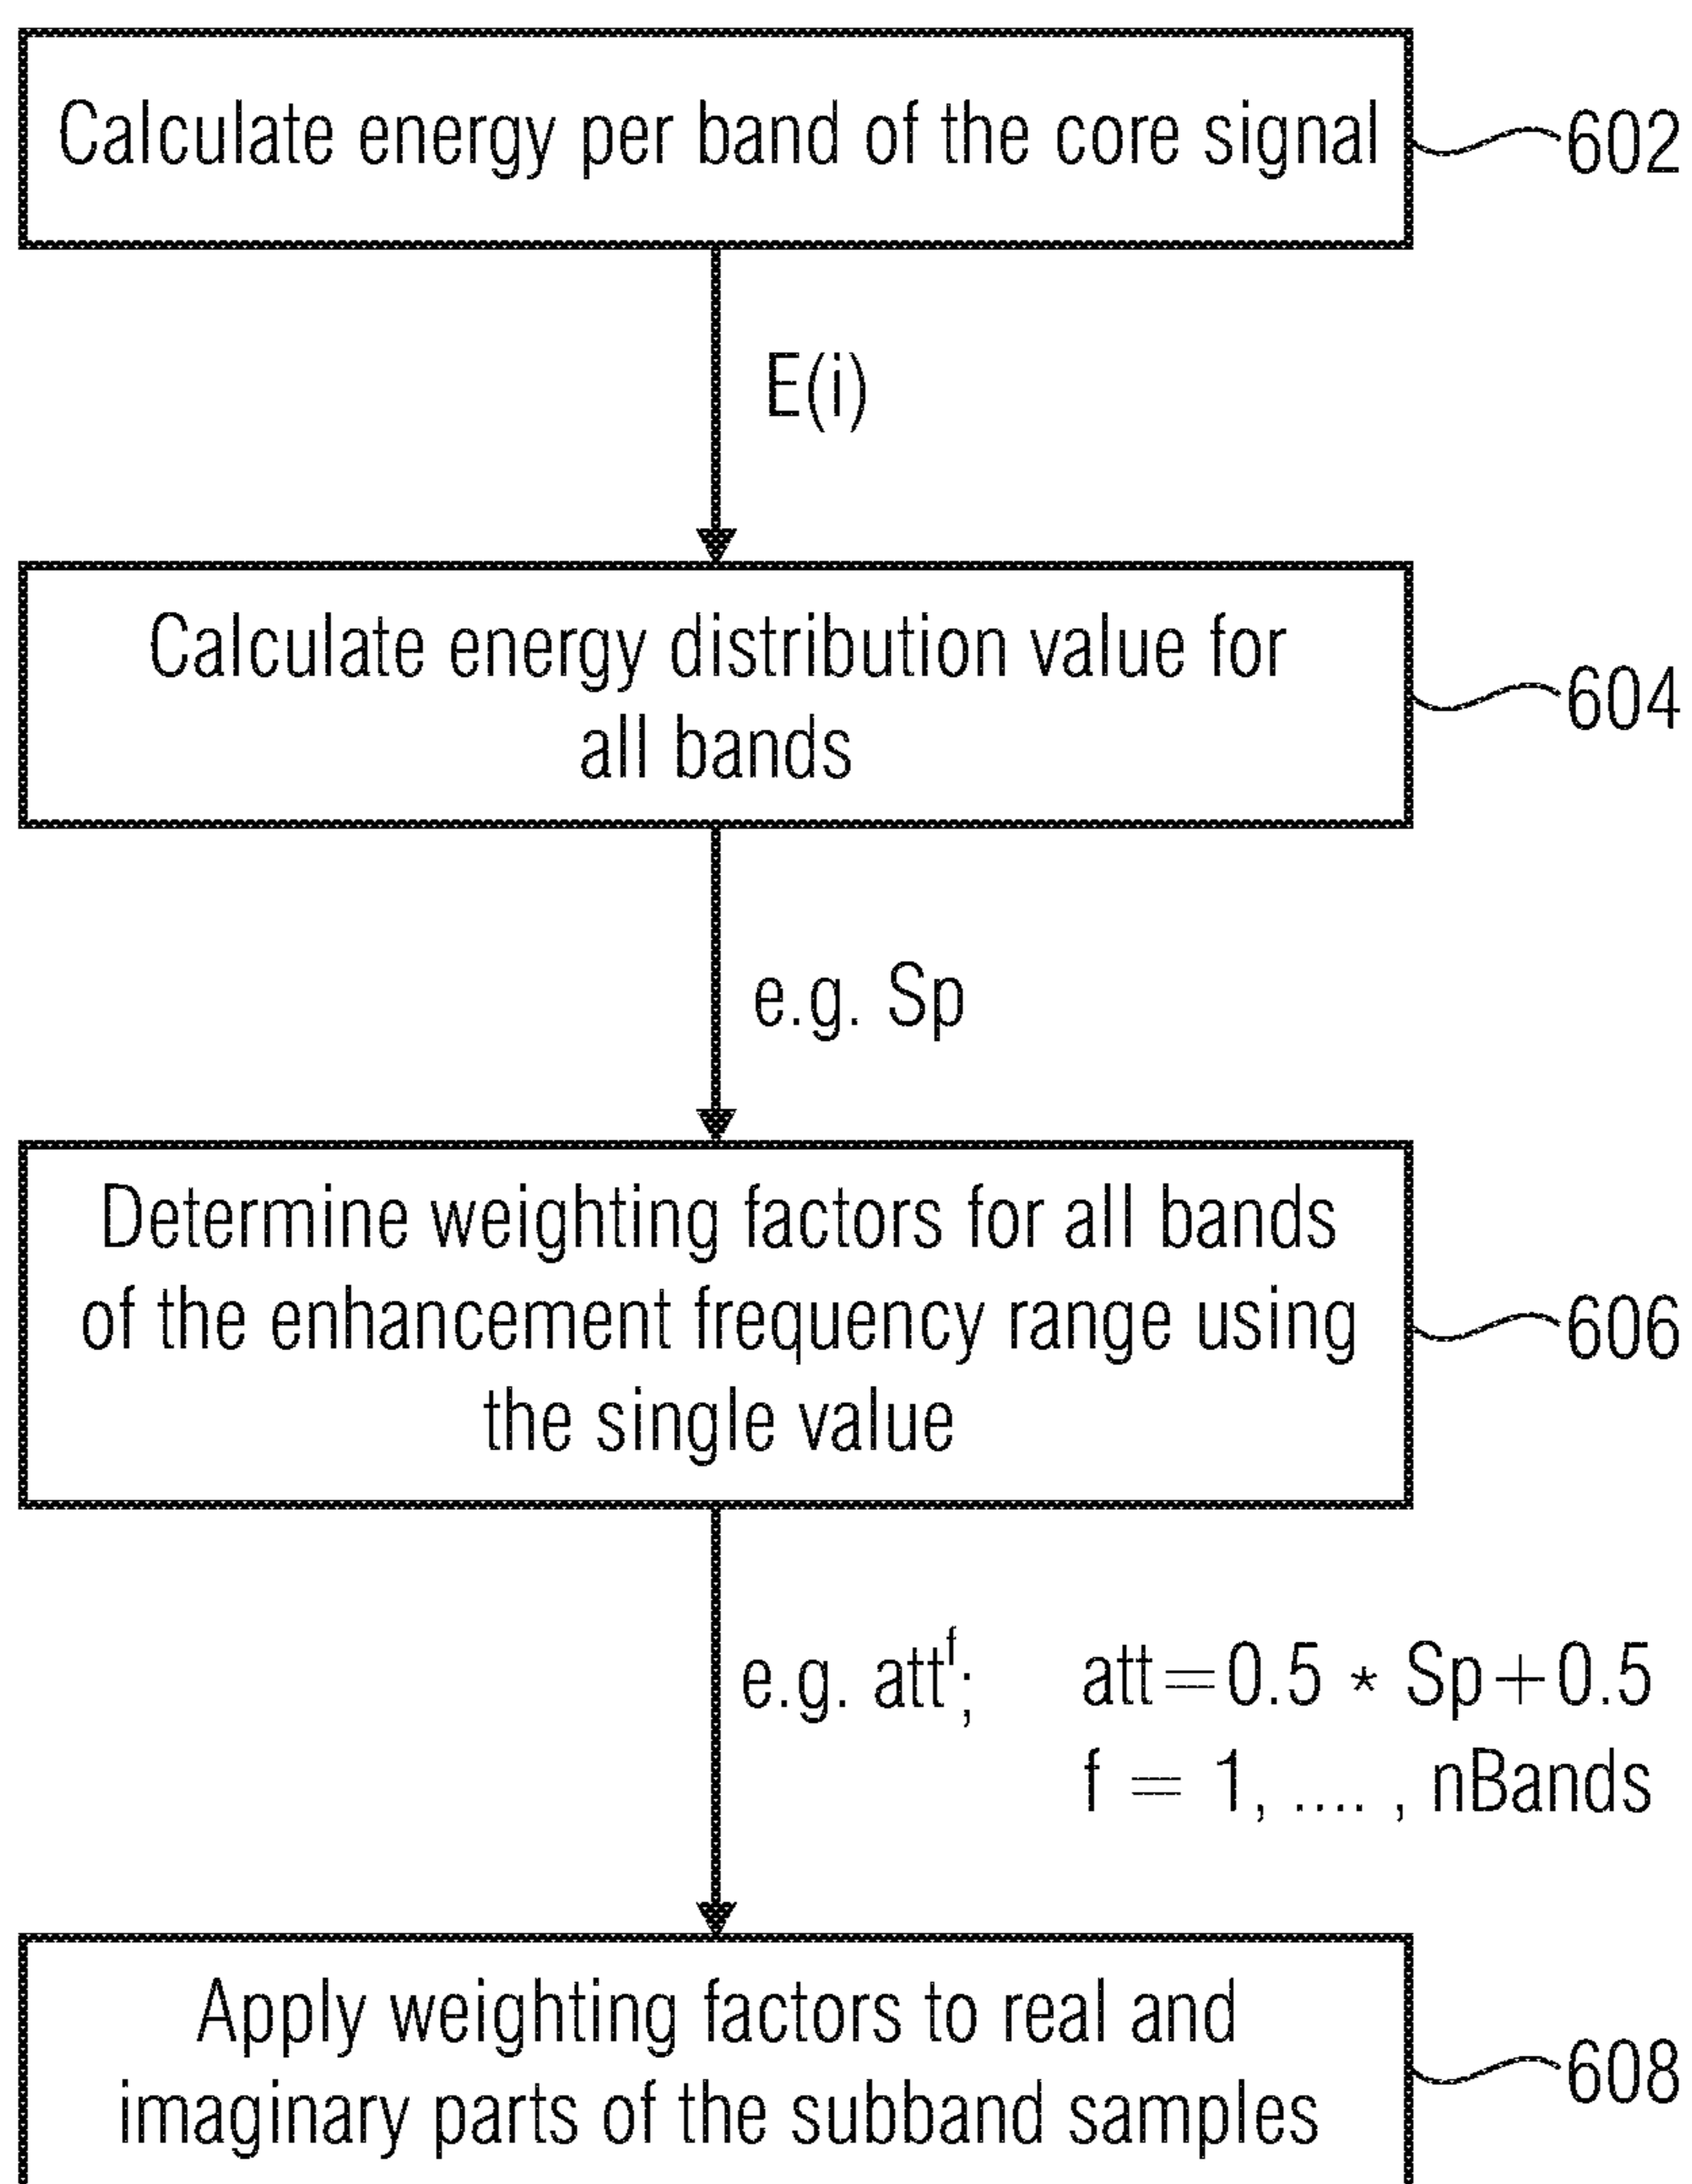 Calculate energy per band of the core signal
602
E(i)
Calculate energy distribution value for
all bands
604
e.g. Sp
Determine weighting factors for all bands
of the enhancement frequency range using
the single value
606
e.g. att^f; att=0.5 * Sp+0.5
f = 1, .... , nBands
Apply weighting factors to real and
imaginary parts of the subband samples
608